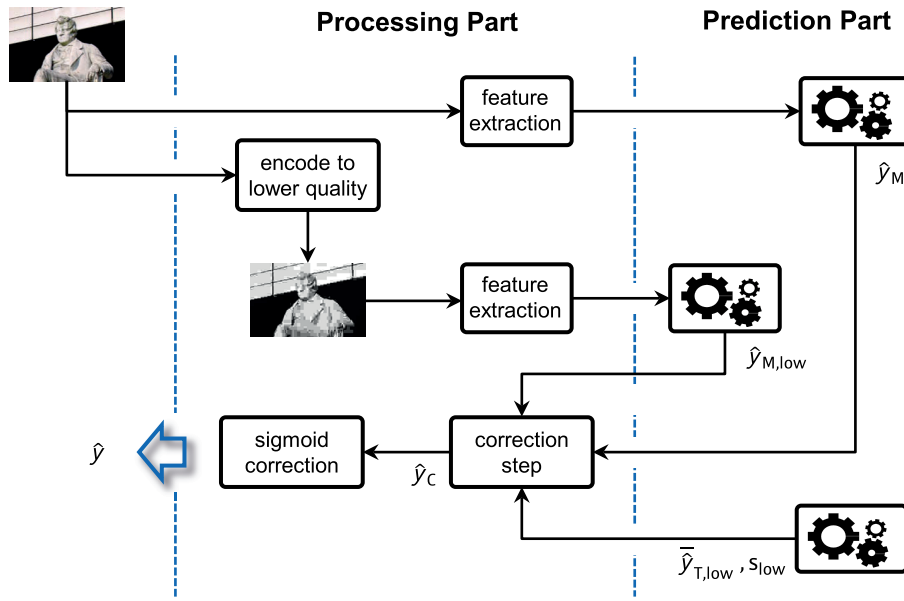 Processing Part
Prediction Part
feature
extraction
ŷM
encode to
lower quality
feature
extraction
ŷM,low
ŷ
sigmoid
correction
ŷC
correction
step
ŷ̅T,low , slow